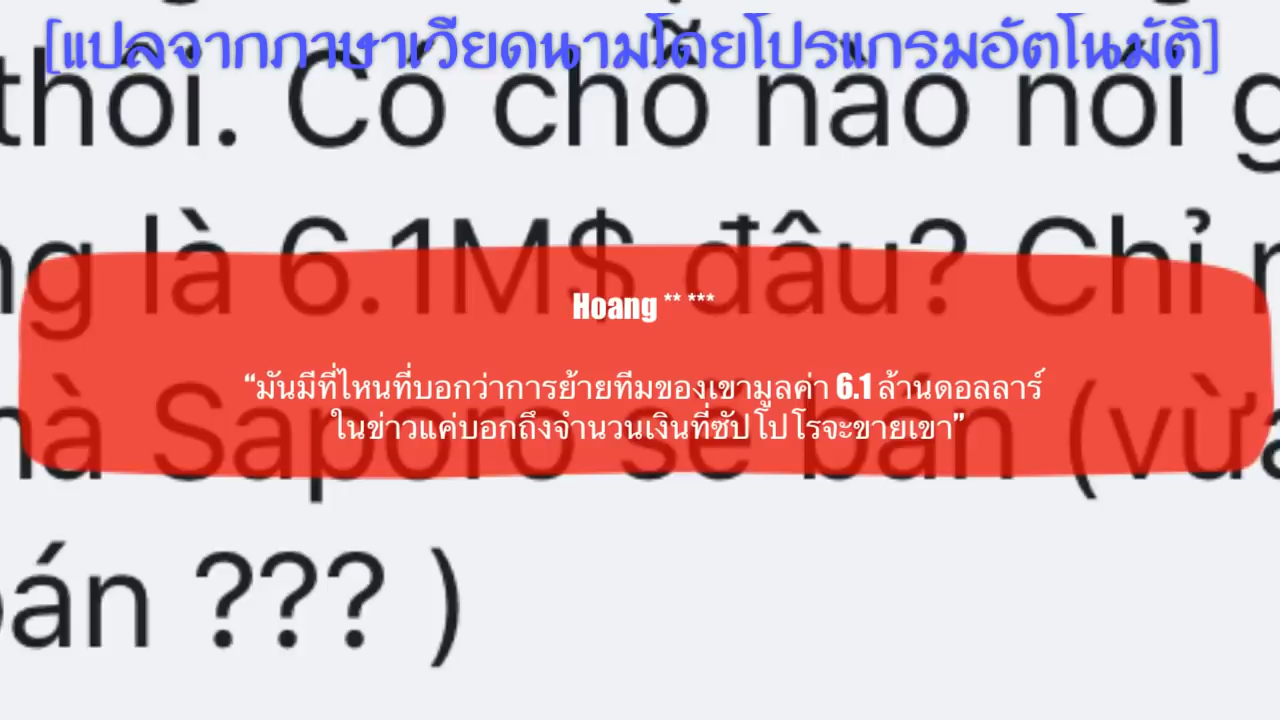 [แปลจากภาษาเวียดนามโดยโปรแกรมอัตโนมัติ]
thôi. Có chỗ nào nói
là 6.1M$ đâu? Chỉ
Hoang ** ***
“มันมีที่ไหนที่บอกว่าการย้ายทีมของเขามูลค่า 6.1 ล้านดอลลาร์
ในข่าวแค่บอกถึงจำนวนเงินที่ซัปโปโรจะขายเขา”
Saporo sẽ bán (vừa
bán ??? )